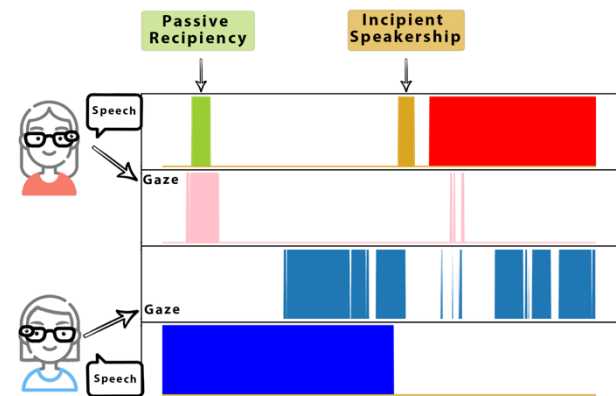 Passive
Recipiency
Incipient
Speakership
Speech
Gaze
Gaze
Speech